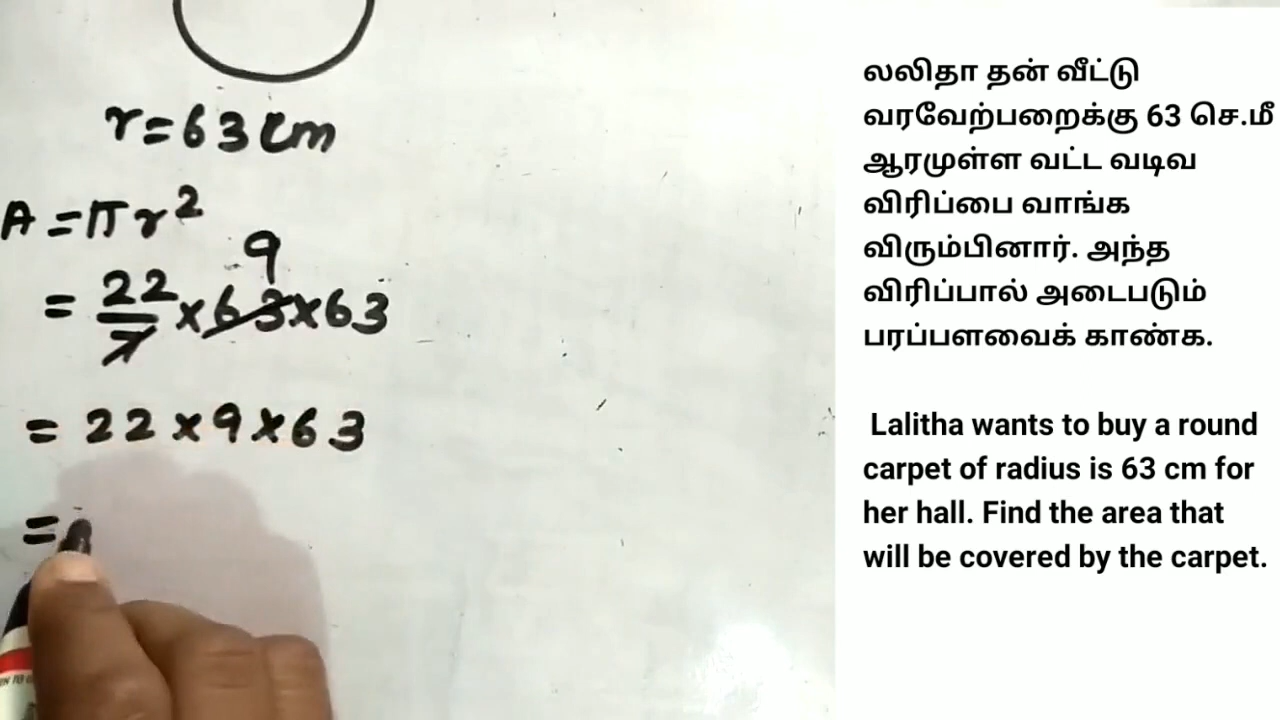 r=63cm
A=πr²
9
= 22/7 ×63×63
= 22×9×63
=
லலிதா தன் வீட்டு
வரவேற்பறைக்கு 63 செ.மீ
ஆரமுள்ள வட்ட வடிவ
விரிப்பை வாங்க
விரும்பினார். அந்த
விரிப்பால் அடைபடும்
பரப்பளவைக் காண்க.
Lalitha wants to buy a round
carpet of radius is 63 cm for
her hall. Find the area that
will be covered by the carpet.